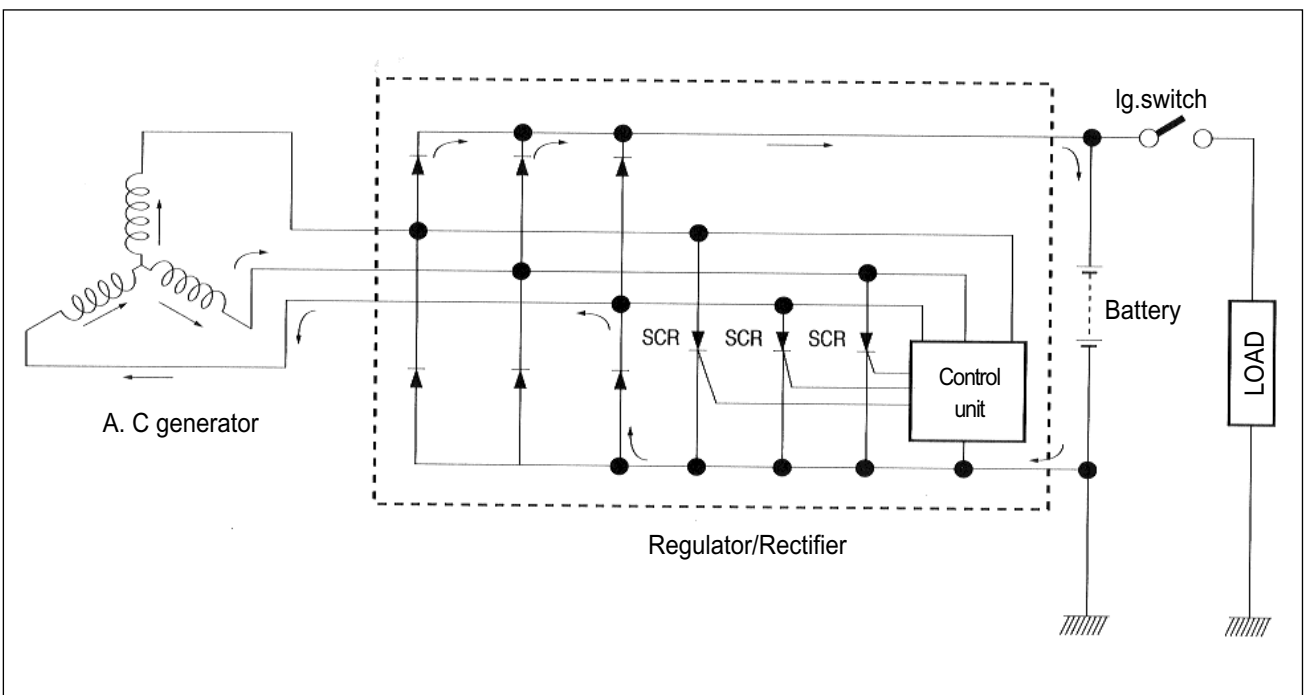 Ig.switch
SCR SCR SCR
Battery
Control
unit
LOAD
A. C generator
Regulator/Rectifier